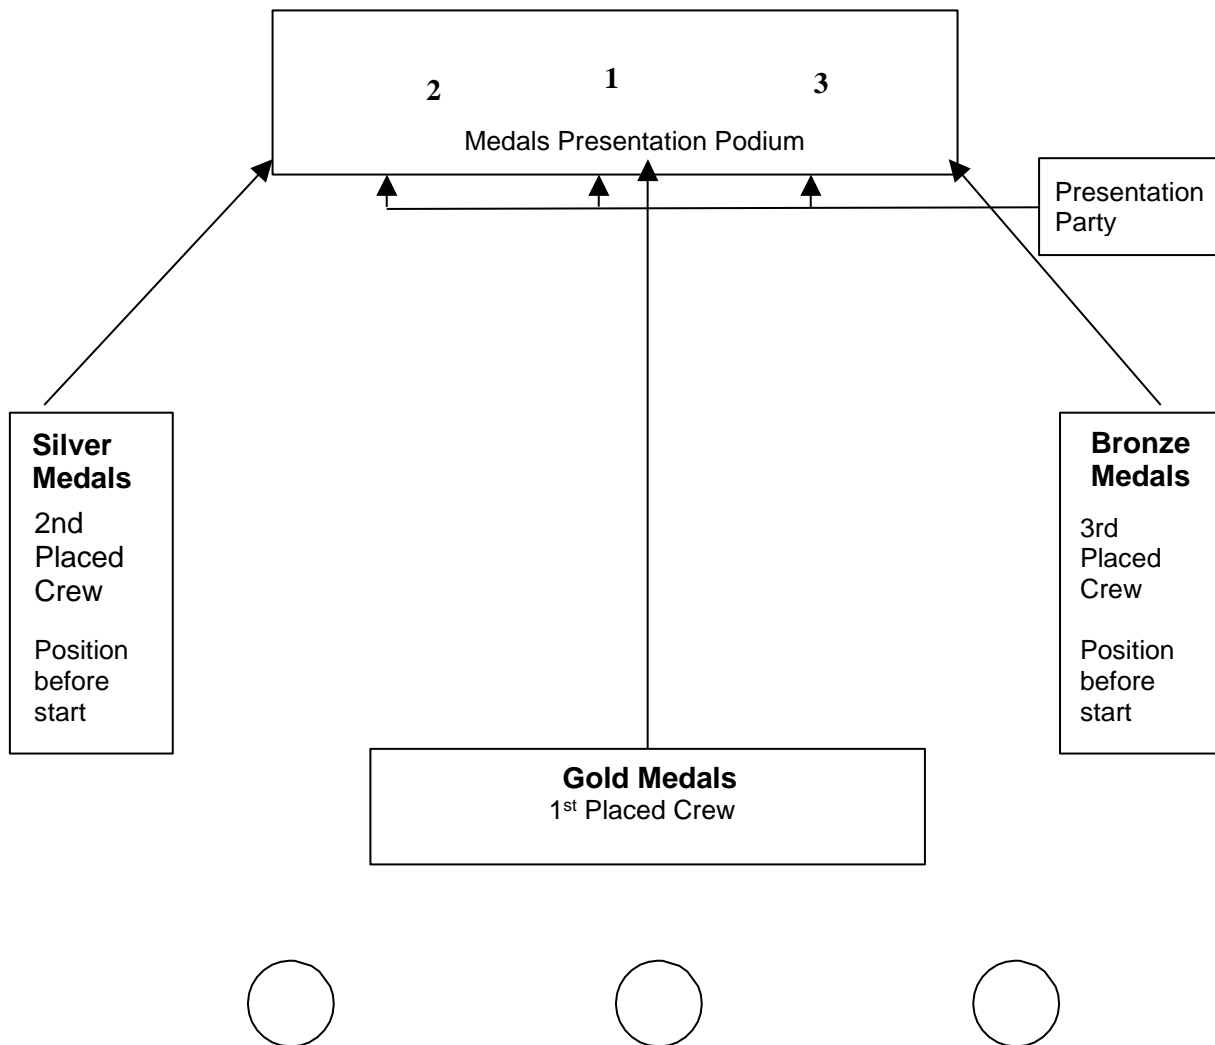 2 1 3
Medals Presentation Podium
Presentation
Party
Silver
Medals
2nd
Placed
Crew
Position
before
start
Bronze
Medals
3rd
Placed
Crew
Position
before
start
Gold Medals
1st Placed Crew